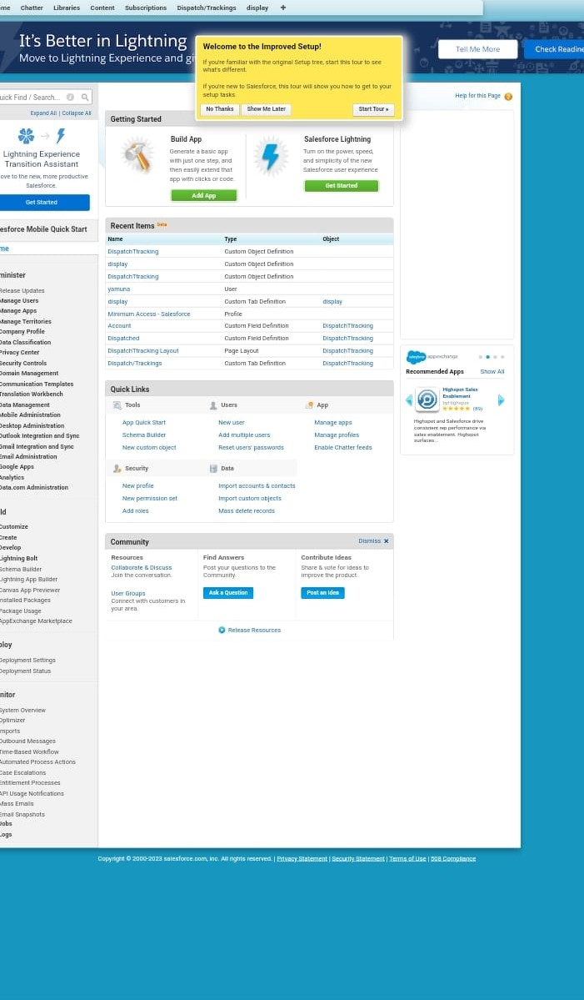 ome Chatter Libraries Content Subscriptions Dispatch/Trackings display +
It's Better in Lightning
Move to Lightning Experience and gi
Tell Me More
Check Readine
Welcome to the Improved Setup!
If you're familiar with the original Setup tree, start this tour to see
what's different.
If you're new to Salesforce, this tour will show you how to get to your
setup tasks.
No Thanks Show Me Later Start Tour
uick Find / Search...
Expand All | Collapse All
Lightning Experience
Transition Assistant
ove to the new, more productive
Salesforce.
Get Started
esforce Mobile Quick Start
me
minister
Release Updates
Manage Users
Manage Apps
Manage Territories
Company Profile
Data Classification
Privacy Center
Security Controls
Domain Management
Communication Templates
Translation Workbench
Data Management
Mobile Administration
Desktop Administration
Outlook Integration and Sync
Gmail Integration and Sync
Email Administration
Google Apps
Analytics
Data.com Administration
ld
Customize
Create
Develop
Lightning Bolt
Schema Builder
Lightning App Builder
Canvas App Previewer
Installed Packages
Package Usage
AppExchange Marketplace
ploy
Deployment Settings
Deployment Status
nitor
System Overview
Optimizer
Imports
Outbound Messages
Time-Based Workflow
Automated Process Actions
Case Escalations
Entitlement Processes
API Usage Notifications
Mass Emails
Email Snapshots
Jobs
Logs
Help for this Page ?
Getting Started
Build App
Generate a basic app
with just one step, and
then easily extend that
app with clicks or code.
Add App
Salesforce Lightning
Turn on the power, speed,
and simplicity of the new
Salesforce user experience
Get Started
Recent Items beta
Name Type Object
DispatchTtracking Custom Object Definition
display Custom Object Definition
DispatchTtracking Custom Object Definition
yamuna User
display Custom Tab Definition display
Minimum Access - Salesforce Profile
Account Custom Field Definition DispatchTtracking
Dispatched Custom Field Definition DispatchTtracking
DispatchTtracking Layout Page Layout DispatchTtracking
Dispatch/Trackings Custom Tab Definition DispatchTtracking
Quick Links
Tools Users App
App Quick Start New user Manage apps
Schema Builder Add multiple users Manage profiles
New custom object Reset users' passwords Enable Chatter feeds
Security Data
New profile Import accounts & contacts
New permission set Import custom objects
Add roles Mass delete records
Community Dismiss
Resources
Collaborate & Discuss
Join the conversation.
User Groups
Connect with customers in
your area.
Find Answers
Post your questions to the
Community.
Ask a Question
Contribute Ideas
Share & vote for ideas to
improve the product.
Post an Idea
Release Resources
salesforce appexchange
Recommended Apps Show All
Highspot Sales
Enablement
by Highspot
(89)
Highspot and Salesforce drive
consistent rep performance via
sales enablement. Highspot
surfaces...
Copyright © 2000-2023 salesforce.com, inc. All rights reserved. | Privacy Statement | Security Statement | Terms of Use | 508 Compliance